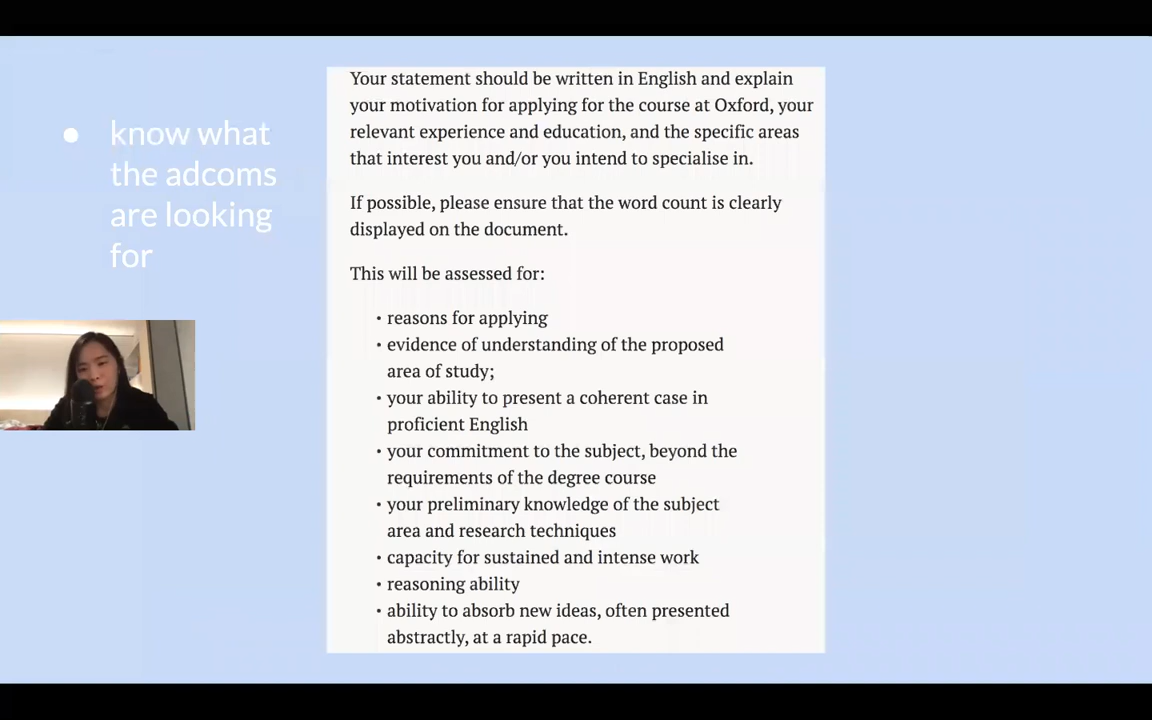 know what
the adcoms
are looking
for
Your statement should be written in English and explain
your motivation for applying for the course at Oxford, your
relevant experience and education, and the specific areas
that interest you and/or you intend to specialise in.
If possible, please ensure that the word count is clearly
displayed on the document.
This will be assessed for:
• reasons for applying
• evidence of understanding of the proposed
area of study;
• your ability to present a coherent case in
proficient English
• your commitment to the subject, beyond the
requirements of the degree course
• your preliminary knowledge of the subject
area and research techniques
• capacity for sustained and intense work
• reasoning ability
• ability to absorb new ideas, often presented
abstractly, at a rapid pace.